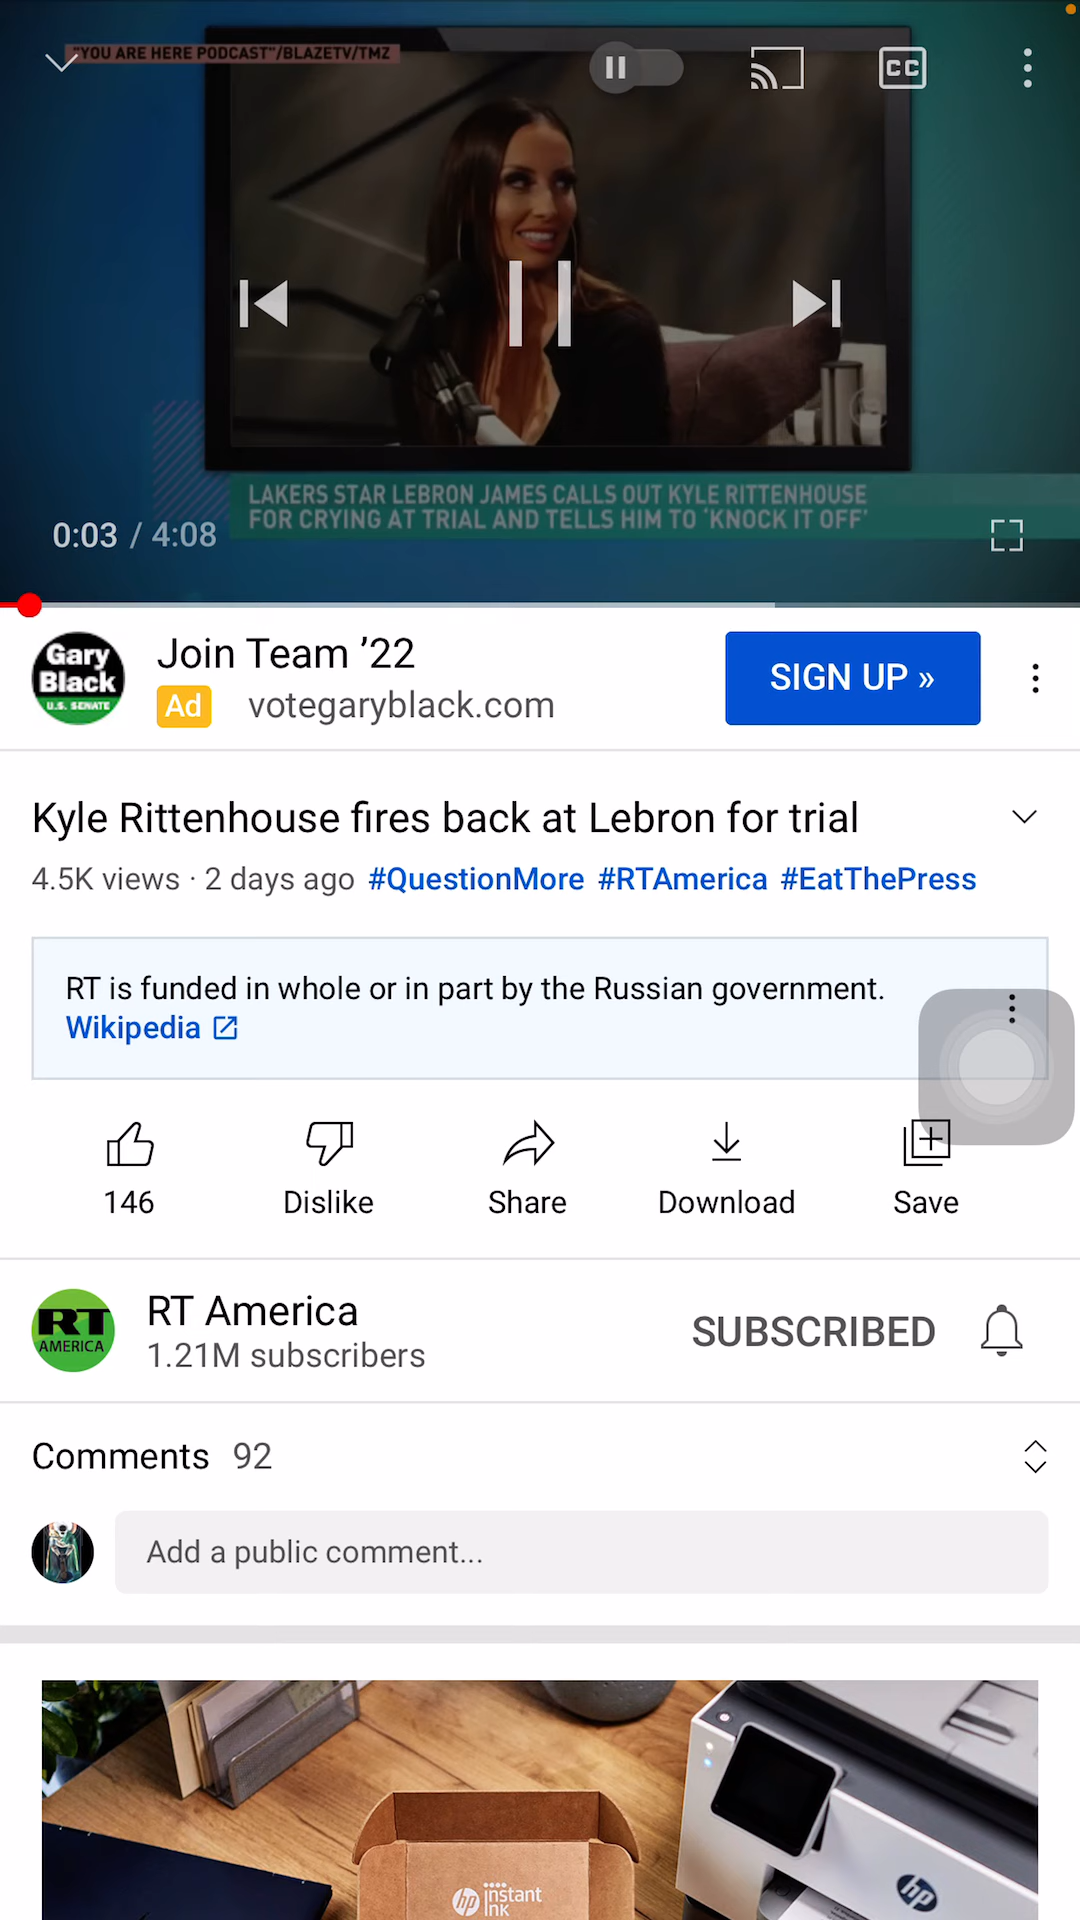 "YOU ARE HERE PODCAST"/BLAZETV/TMZ
CC
LAKERS STAR LEBRON JAMES CALLS OUT KYLE RITTENHOUSE
FOR CRYING AT TRIAL AND TELLS HIM TO 'KNOCK IT OFF'
0:03 / 4:08
Gary
Black
U.S. SENATE
Join Team ’22
Ad votegaryblack.com
SIGN UP »
Kyle Rittenhouse fires back at Lebron for trial
4.5K views · 2 days ago #QuestionMore #RTAmerica #EatThePress
RT is funded in whole or in part by the Russian government.
Wikipedia
146 Dislike Share Download Save
RT
AMERICA
RT America
1.21M subscribers
SUBSCRIBED
Comments 92
Add a public comment...
hp instant
ink
hp